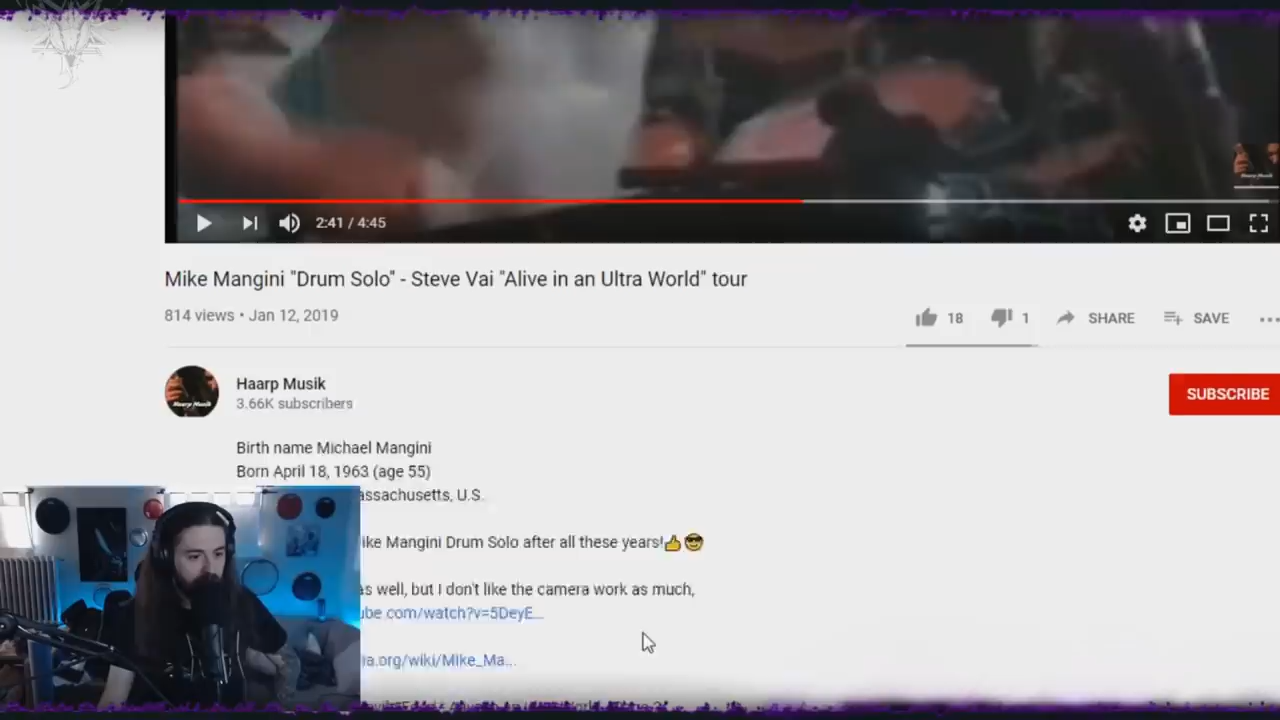 2:41 / 4:45
Mike Mangini "Drum Solo" - Steve Vai "Alive in an Ultra World" tour
814 views • Jan 12, 2019
18
1
SHARE
SAVE
Haarp Musik
3.66K subscribers
SUBSCRIBE
Birth name Michael Mangini
Born April 18, 1963 (age 55)
assachusetts, U.S.
ike Mangini Drum Solo after all these years!👍😎
as well, but I don't like the camera work as much,
ube.com/watch?v=5DeyE...
ia.org/wiki/Mike_Ma...